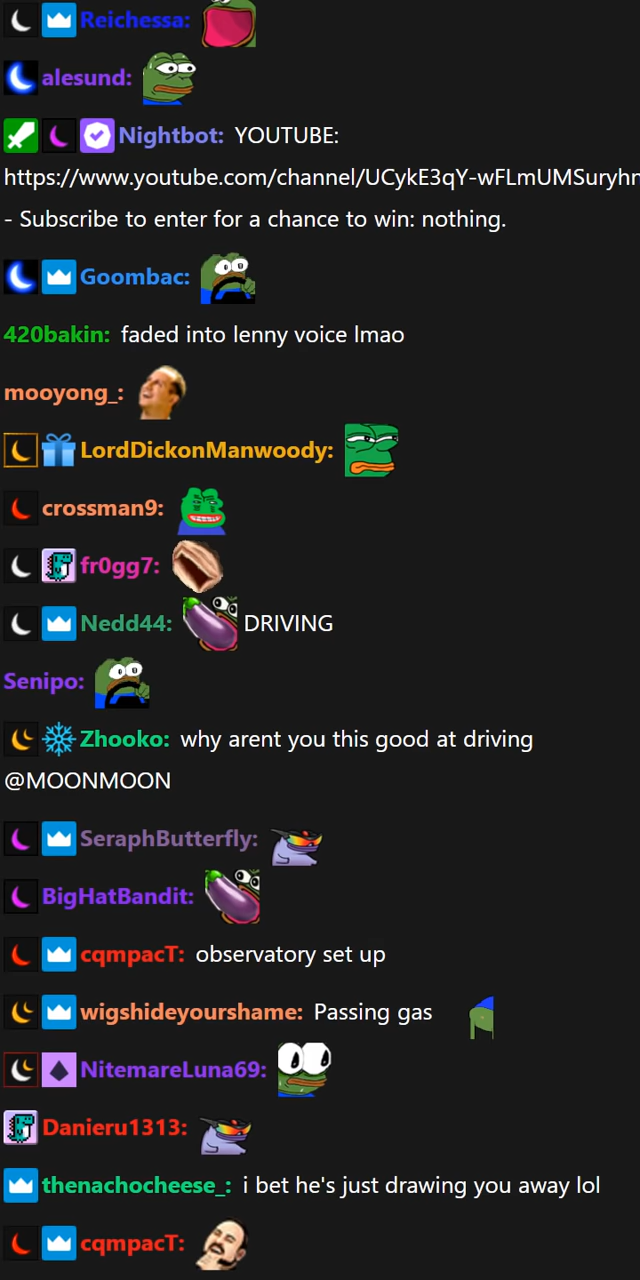 Reichessa:
alesund:
Nightbot: YOUTUBE:
https://www.youtube.com/channel/UCykE3qY-wFLmUMSuryhr
- Subscribe to enter for a chance to win: nothing.
Goombac:
420bakin: faded into lenny voice lmao
mooyong_:
LordDickonManwoody:
crossman9:
fr0gg7:
Nedd44: DRIVING
Senipo:
Zhooko: why arent you this good at driving
@MOONMOON
SeraphButterfly:
BigHatBandit:
cqmpacT: observatory set up
wigshideyourshame: Passing gas
NitemareLuna69:
Danieru1313:
thenachocheese_: i bet he's just drawing you away lol
cqmpacT: